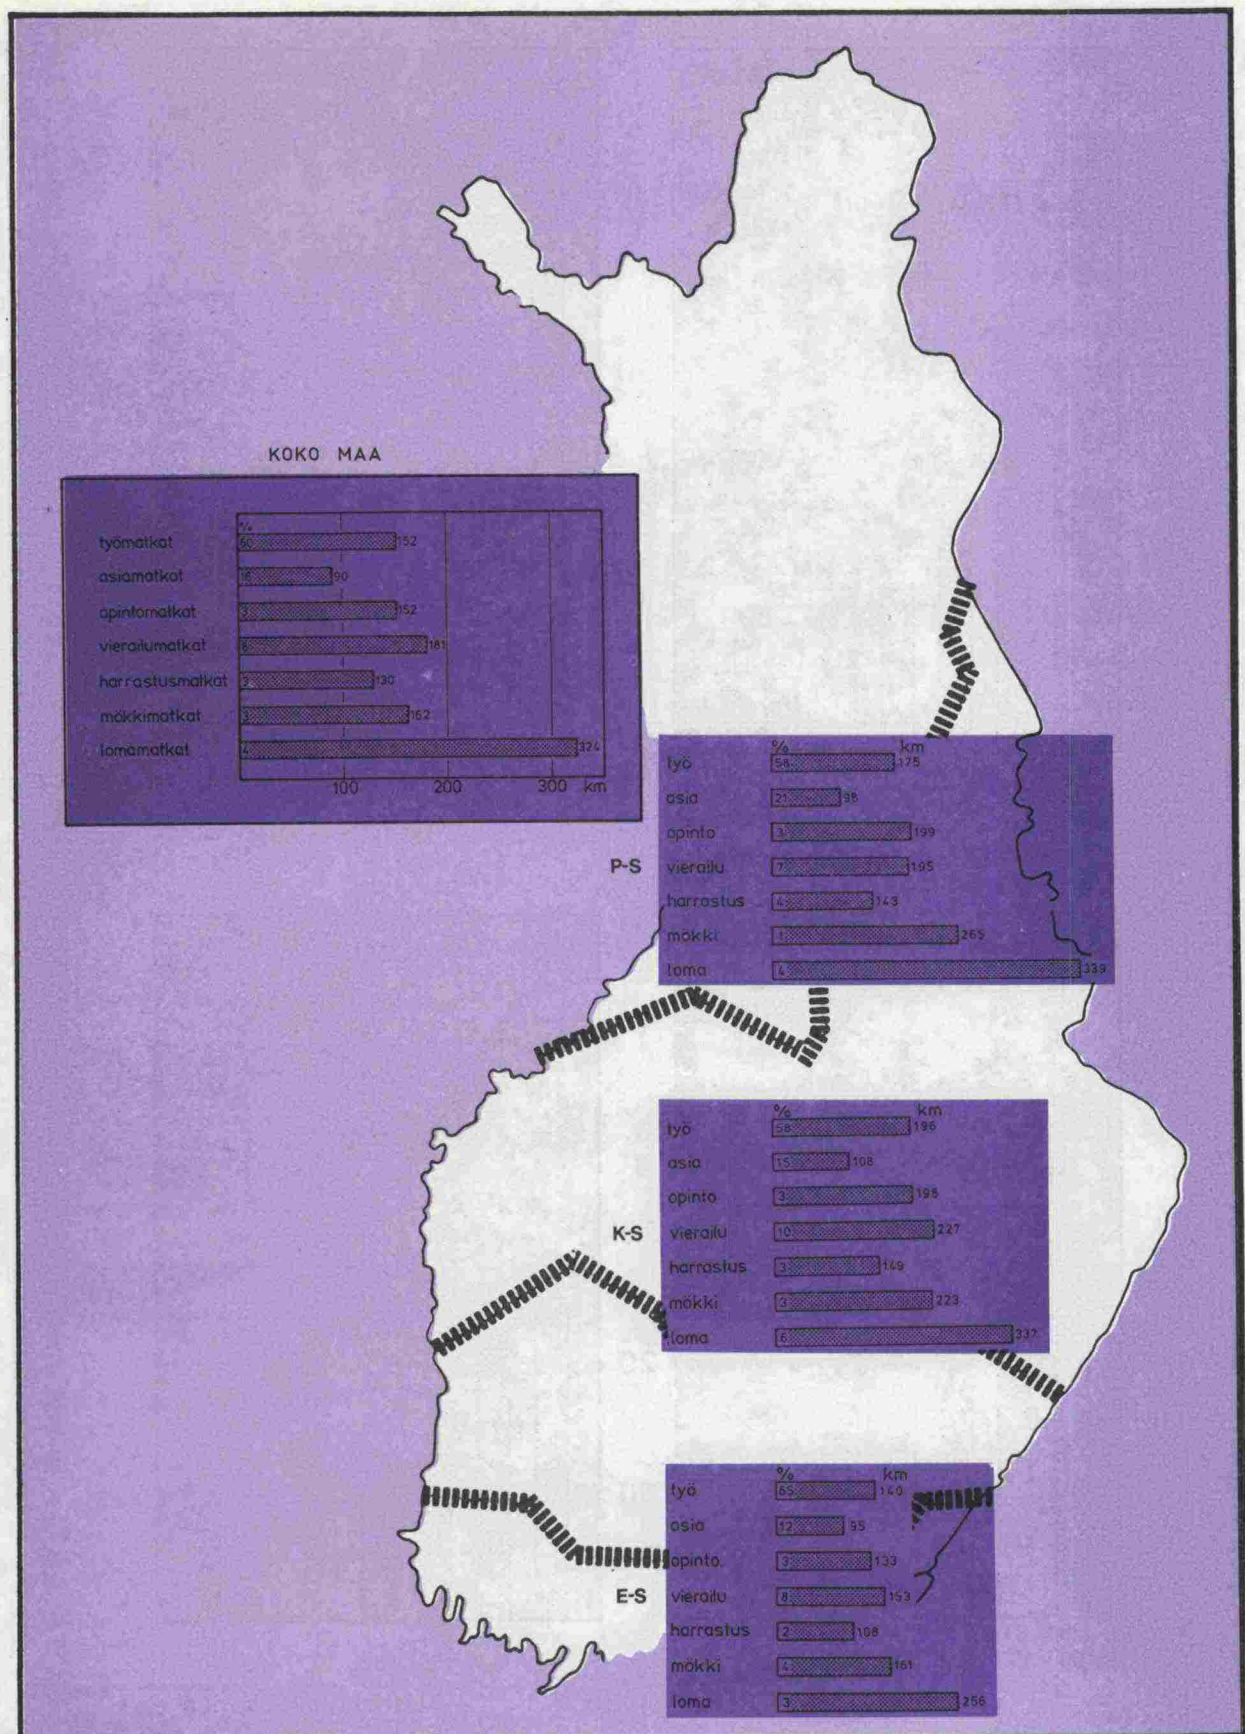 KOKO MAA
%
työmatkat 60 152
asiamatkat 16 90
opintomatkat 3 152
vierailumatkat 8 181
harrastusmatkat 3 130
mökkimatkat 3 162
lomamatkat 4 324
100 200 300 km
% km
työ 58 175
asia 21 98
opinto 3 199
P-S vierailu 7 195
harrastus 4 143
mökki 1 265
loma 4 339
% km
työ 58 196
asia 15 108
opinto 3 198
K-S vierailu 10 227
harrastus 3 149
mökki 3 223
loma 6 332
% km
työ 65 140
asia 12 95
opinto 3 133
E-S vierailu 8 153
harrastus 2 108
mökki 4 161
loma 3 256